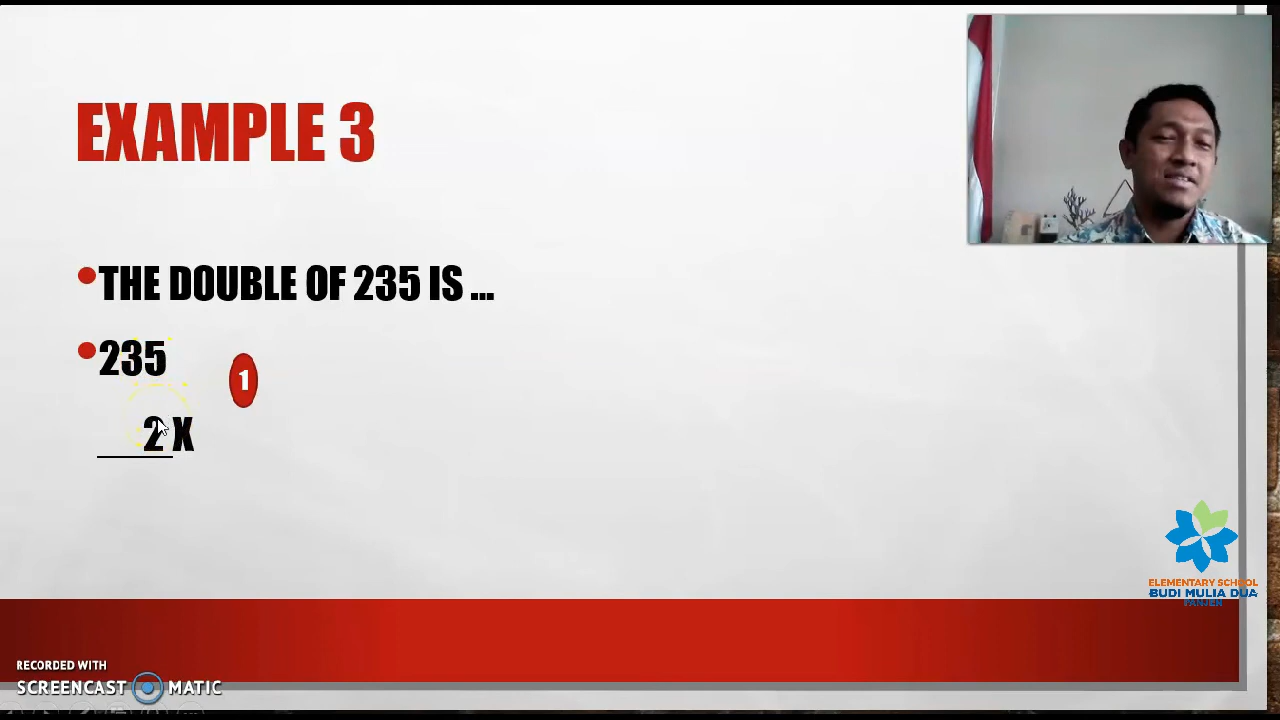 EXAMPLE 3
THE DOUBLE OF 235 IS ...
235
1
2 X
ELEMENTARY SCHOOL
BUDI MULIA DUA
PANJEN
RECORDED WITH
SCREENCAST MATIC